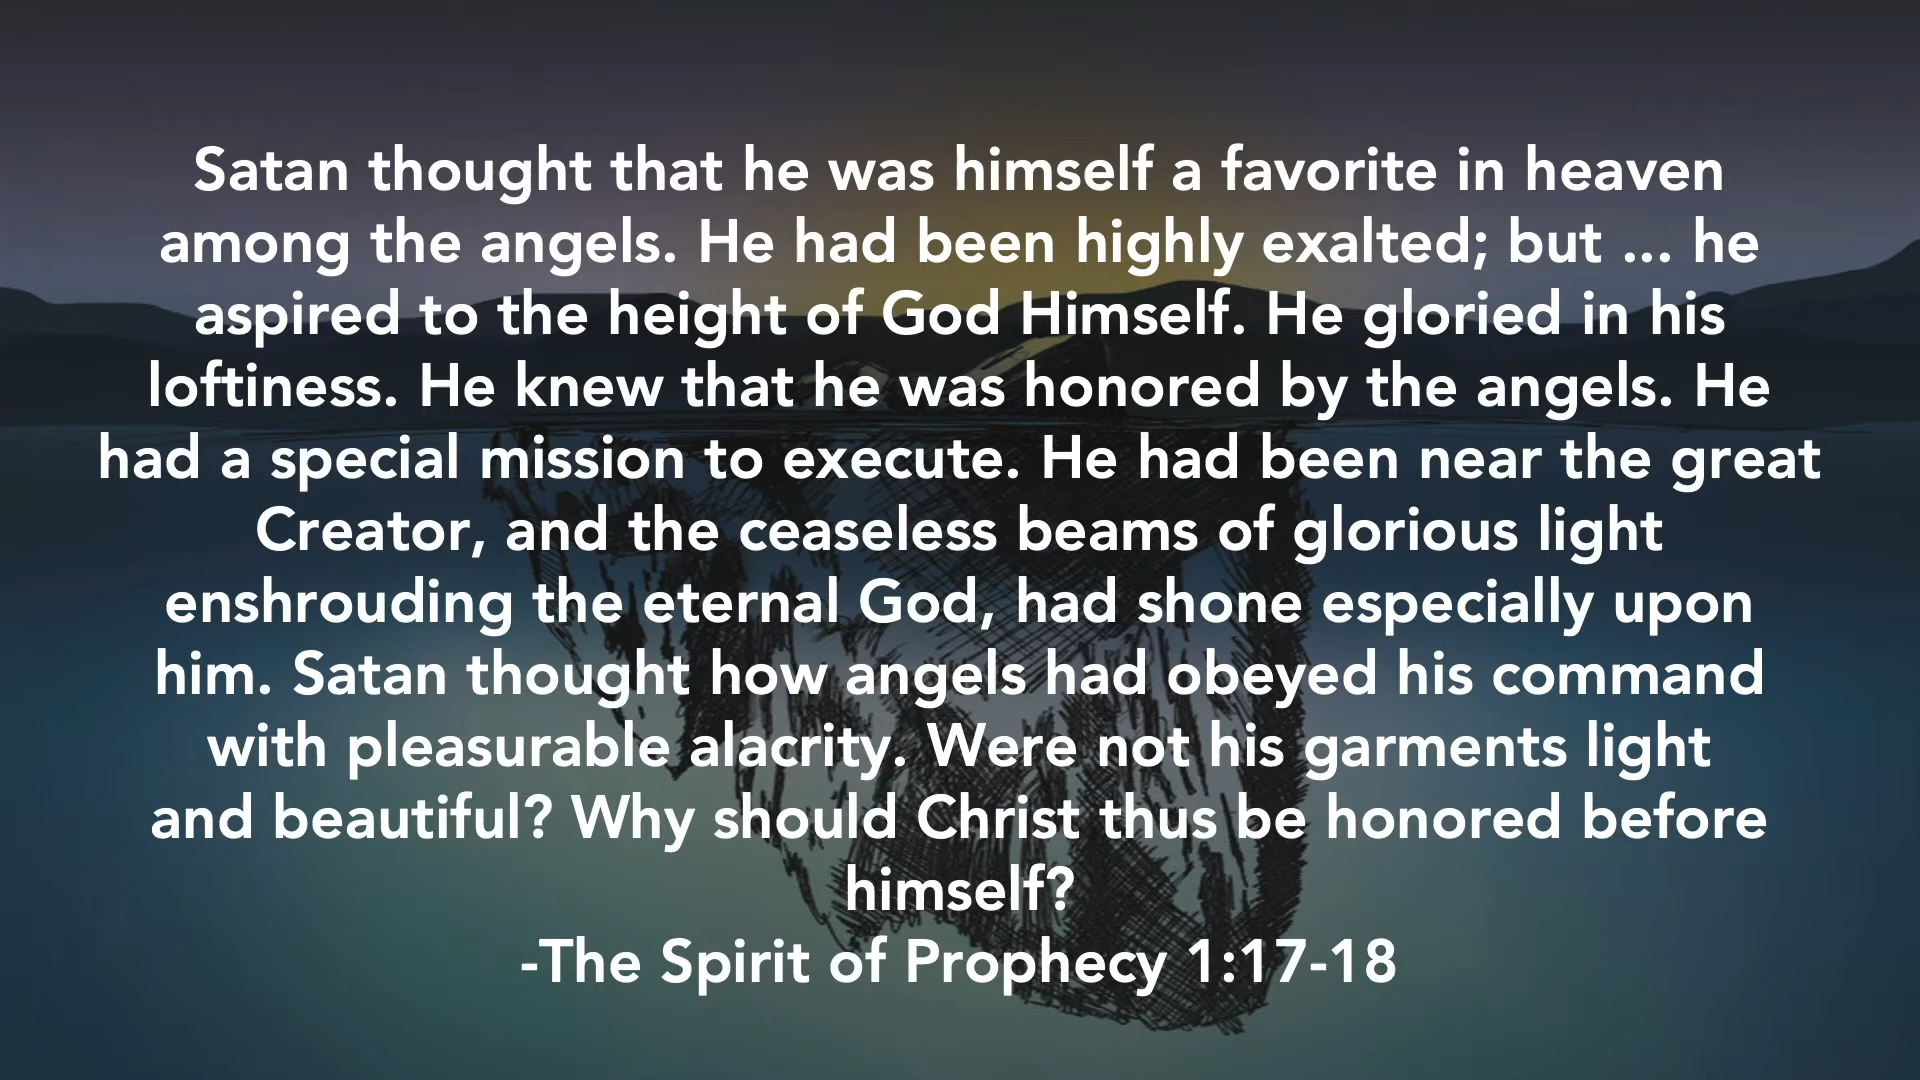 Satan thought that he was himself a favorite in heaven
among the angels. He had been highly exalted; but ... he
aspired to the height of God Himself. He gloried in his
loftiness. He knew that he was honored by the angels. He
had a special mission to execute. He had been near the great
Creator, and the ceaseless beams of glorious light
enshrouding the eternal God, had shone especially upon
him. Satan thought how angels had obeyed his command
with pleasurable alacrity. Were not his garments light
and beautiful? Why should Christ thus be honored before
himself?
-The Spirit of Prophecy 1:17-18